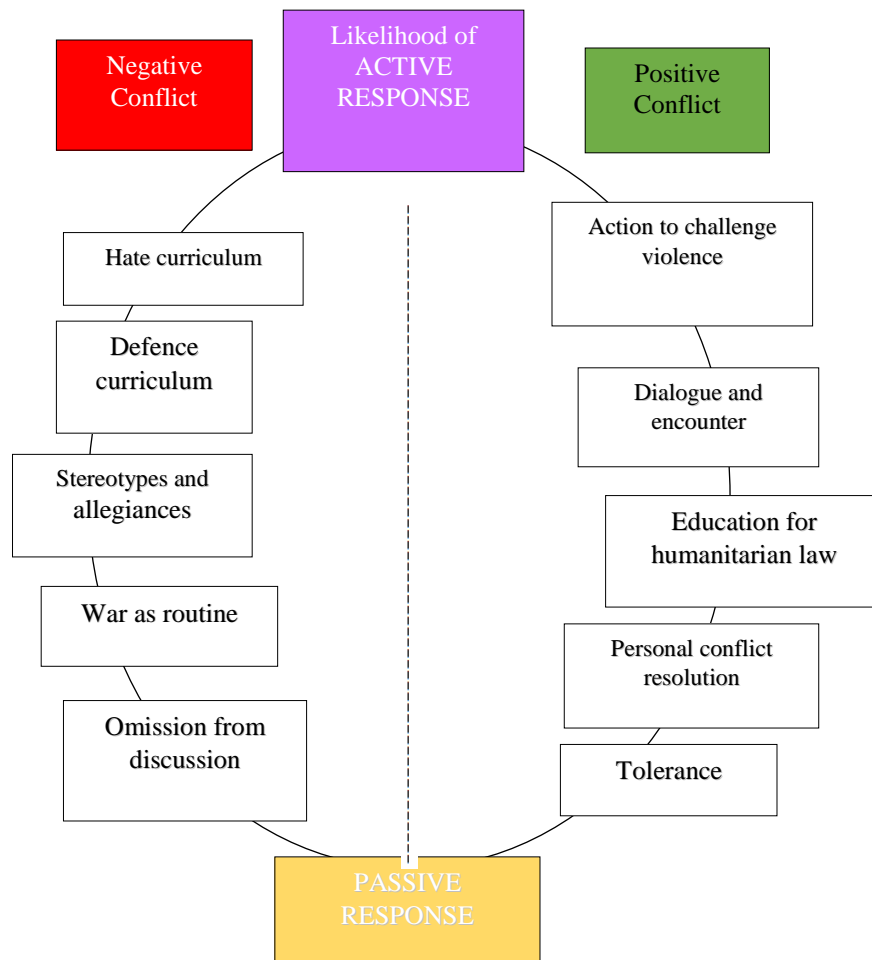 Negative
Conflict
Likelihood of
ACTIVE
RESPONSE
Positive
Conflict
Hate curriculum
Defence
curriculum
Stereotypes and
allegiances
War as routine
Omission from
discussion
Action to challenge
violence
Dialogue and
encounter
Education for
humanitarian law
Personal conflict
resolution
Tolerance
PASSIVE
RESPONSE